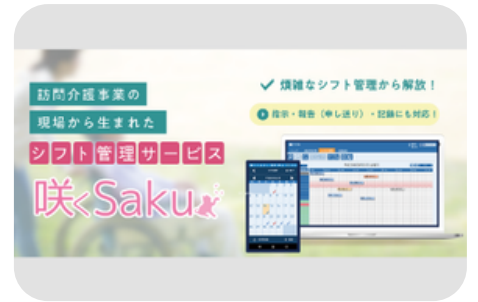 訪問介護事業の
現場から生まれた
シフト管理サービス
咲くSaku
煩雑なシフト管理から解放！
指示・報告（申し送り）・記録にも対応！